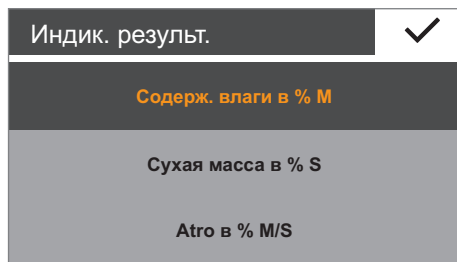 Индик. результ.
Содерж. влаги в % M
Сухая масса в % S
Atro в % M/S